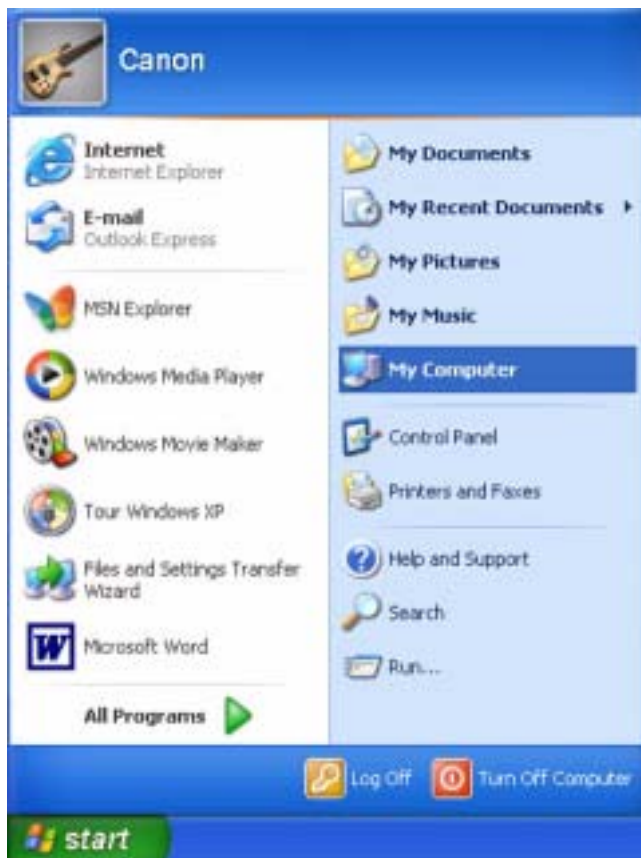 Canon
Internet
Internet Explorer
E-mail
Outlook Express
MSN Explorer
Windows Media Player
Windows Movie Maker
Tour Windows XP
Files and Settings Transfer
Wizard
W
Microsoft Word
All Programs
My Documents
My Recent Documents
My Pictures
My Music
My Computer
Control Panel
Printers and Faxes
Help and Support
Search
Run...
Log Off
Turn Off Computer
start